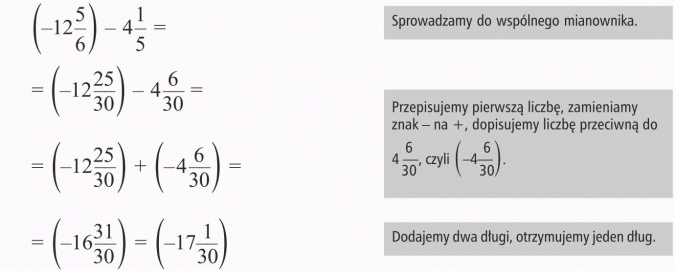 (−12 5/6) − 4 1/5 =
Sprowadzamy do wspólnego mianownika.
= (−12 25/30) − 4 6/30 =
Przepisujemy pierwszą liczbę, zamieniamy
znak – na +, dopisujemy liczbę przeciwną do
4 6/30, czyli (−4 6/30).
= (−12 25/30) + (−4 6/30) =
= (−16 31/30) = (−17 1/30)
Dodajemy dwa długi, otrzymujemy jeden dług.